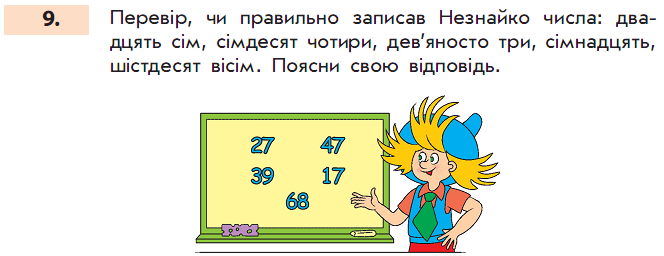 9. Перевір, чи правильно записав Незнайко числа: два-
дцять сім, сімдесят чотири, дев'яносто три, сімнадцять,
шістдесят вісім. Поясни свою відповідь.
27 47
39 17
68